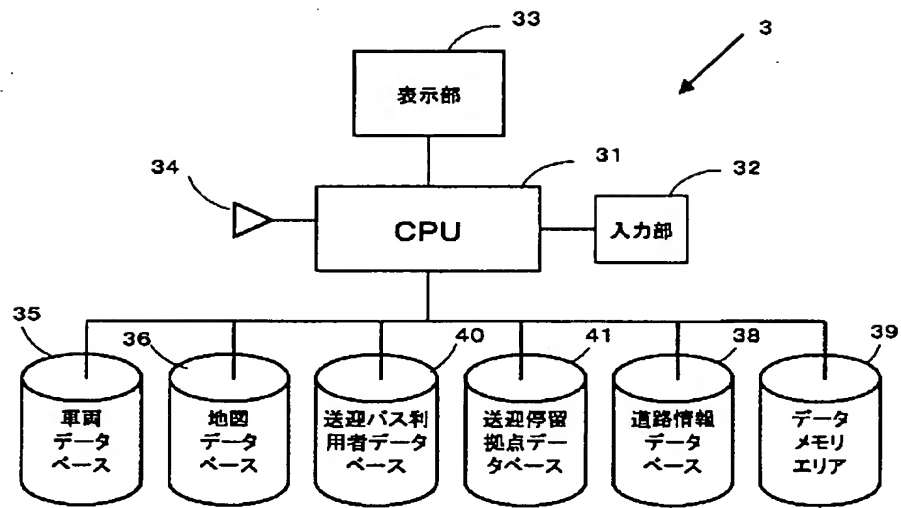 33
3
表示部
34
31
32
CPU
入力部
35
36
40
41
38
39
車両
データ
ベース
地図
データ
ベース
送迎バス利
用者データ
ベース
送迎停留
拠点デー
タベース
道路情報
データ
ベース
データ
メモリ
エリア